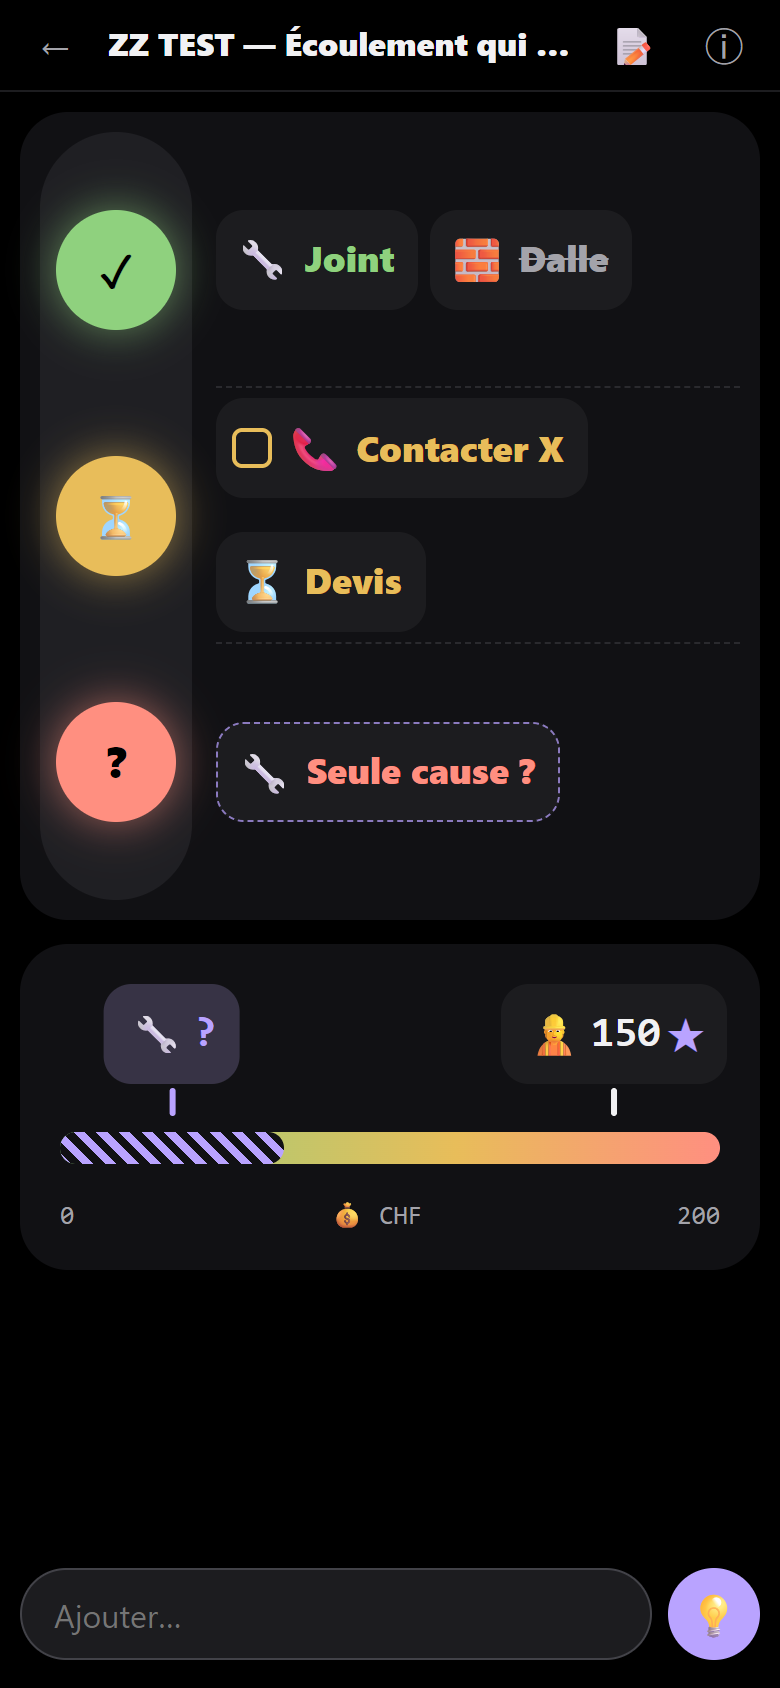 ← ZZ TEST — Écoulement qui ... 📝 ⓘ
✓
🔧 Joint
🧱 Dalle
⏳
☐ 📞 Contacter X
⏳ Devis
?
🔧 Seule cause ?
🔧 ?
👷 150★
0
💰 CHF
200
Ajouter...
💡